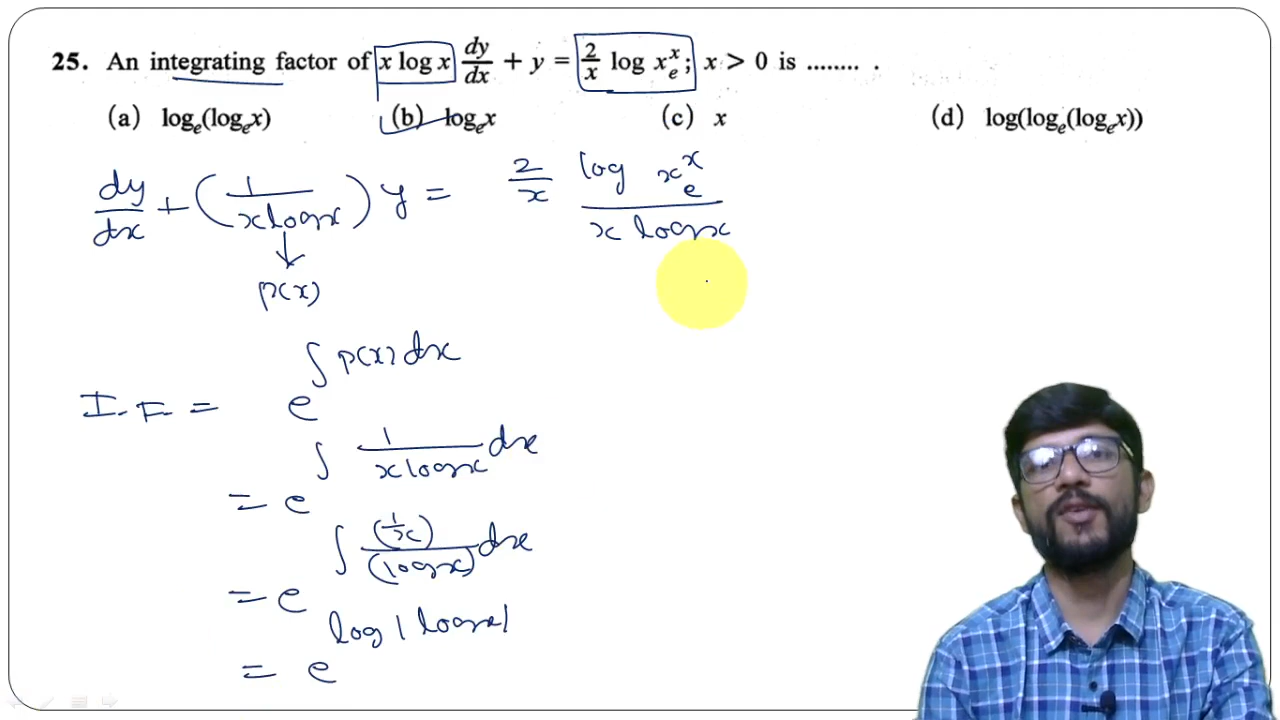 25. An integrating factor of x log x dy/dx + y = 2/x log x_e^x; x > 0 is ........ .
(a) log_e(log_e x) (b) log_e x (c) x (d) log(log_e(log_e x))
dy/dx + (1/(x log x)) y = 2/x log x_e^x / (x log x)
p(x)
I.F. = e^{∫ p(x) dx}
= e^{∫ 1/(x log x) dx}
= e^{∫ (1/x)/(log x) dx}
= e^{log | log x |}